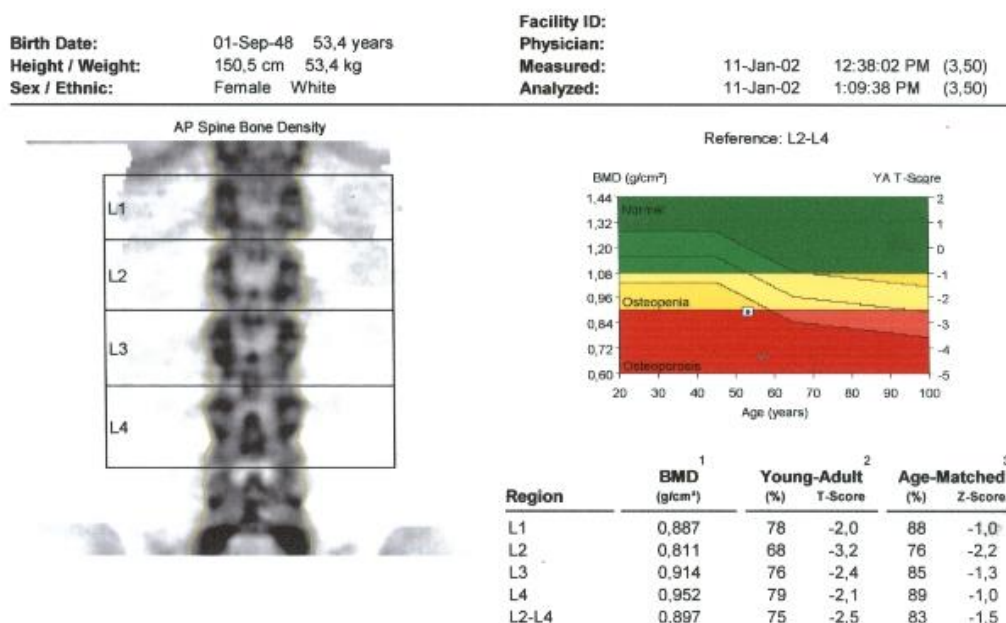 Facility ID:
Birth Date: 01-Sep-48 53,4 years Physician:
Height / Weight: 150,5 cm 53,4 kg Measured: 11-Jan-02 12:38:02 PM (3,50)
Sex / Ethnic: Female White Analyzed: 11-Jan-02 1:09:38 PM (3,50)
AP Spine Bone Density
L1
L2
L3
L4
Reference: L2-L4
BMD (g/cm²) YA T-Score
1,44 2
1,32 1
1,20 0
1,08 -1
0,96 -2
0,84 -3
0,72 -4
0,60 -5
Normal
Osteopenia
Osteoporosis
20 30 40 50 60 70 80 90 100
Age (years)
1 2 3
BMD Young-Adult Age-Matched
Region (g/cm²) (%) T-Score (%) Z-Score
L1 0,887 78 -2,0 88 -1,0
L2 0,811 68 -3,2 76 -2,2
L3 0,914 76 -2,4 85 -1,3
L4 0,952 79 -2,1 89 -1,0
L2-L4 0,897 75 -2,5 83 -1,5